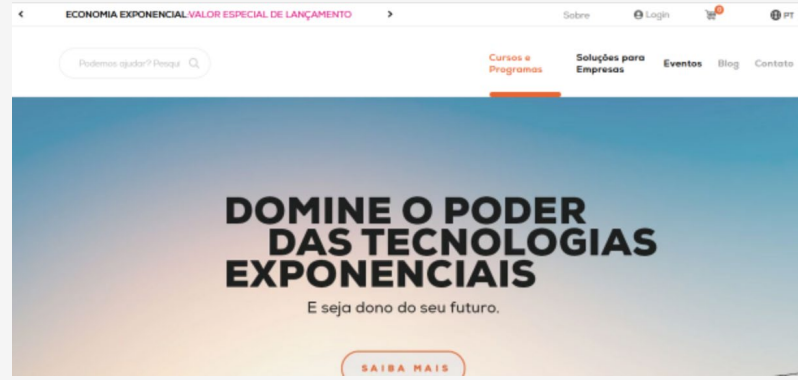 ECONOMIA EXPONENCIAL:VALOR ESPECIAL DE LANÇAMENTO
Sobre
Login
0
PT
Podemos ajudar? Pesqui
Cursos e
Programas
Soluções para
Empresas
Eventos
Blog
Contato
DOMINE O PODER
DAS TECNOLOGIAS
EXPONENCIAIS
E seja dono do seu futuro.
SAIBA MAIS